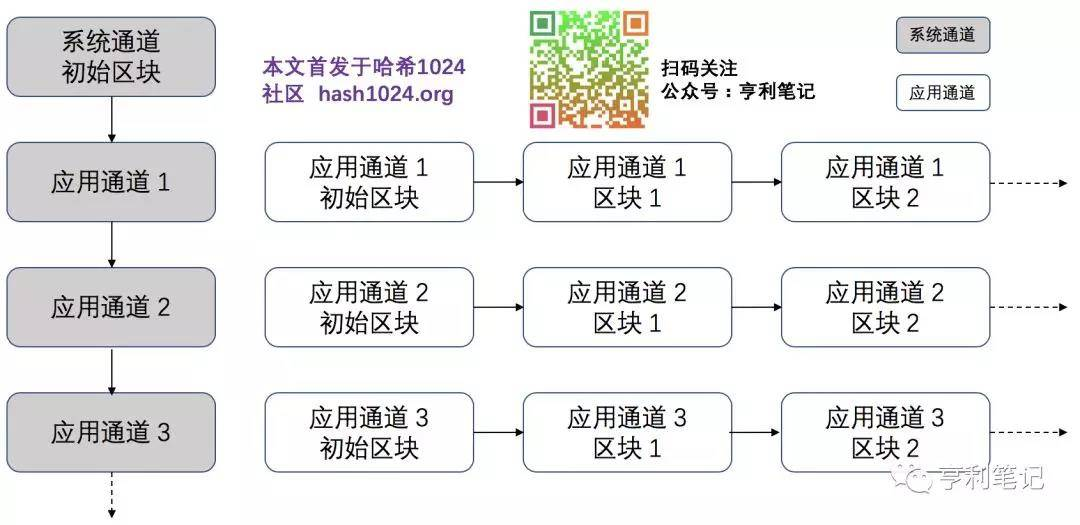 系统通道
初始区块
本文首发于哈希1024
社区 hash1024.org
扫码关注
公众号：亨利笔记
系统通道
应用通道
应用通道 1
应用通道 1
初始区块
应用通道 1
区块 1
应用通道 1
区块 2
应用通道 2
应用通道 2
初始区块
应用通道 2
区块 1
应用通道 2
区块 2
应用通道 3
应用通道 3
初始区块
应用通道 3
区块 1
应用通道 3
区块 2
亨利笔记